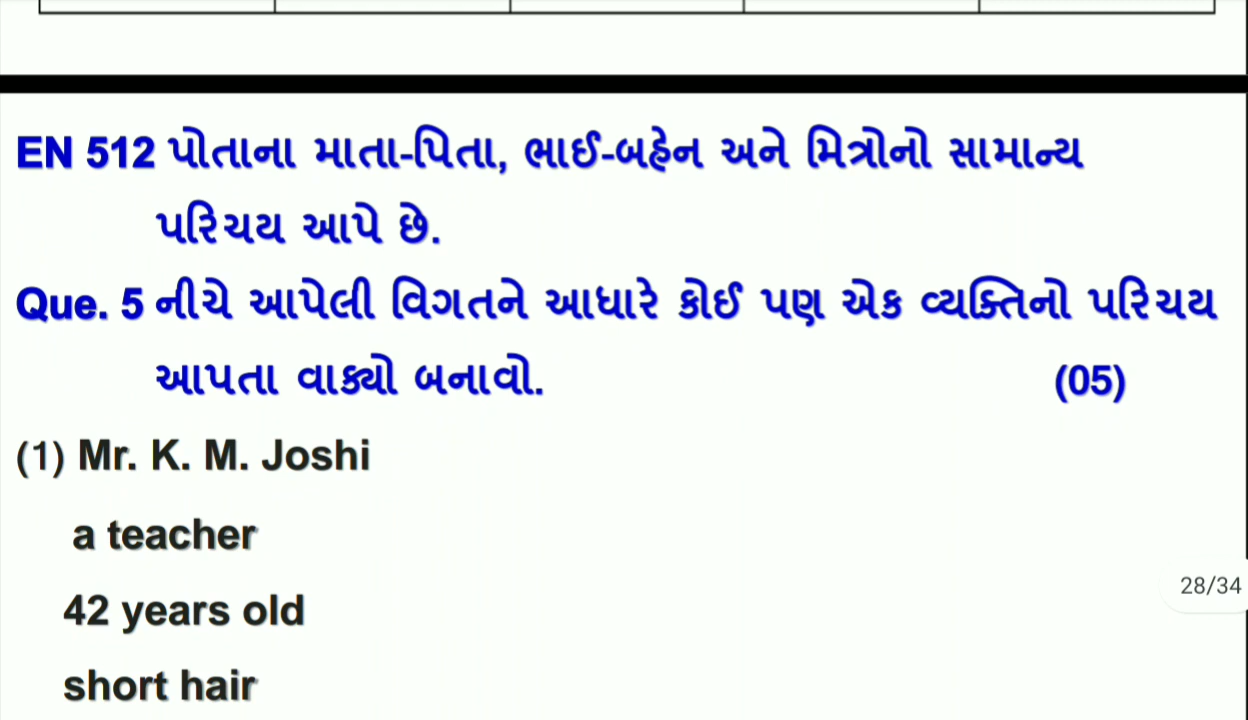 EN 512 પોતાના માતા-પિતા, ભાઈ-બહેન અને મિત્રોનો સામાન્ય
પરિચય આપે છે.
Que. 5 નીચે આપેલી વિગતને આધારે કોઈ પણ એક વ્યક્તિનો પરિચય
આપતા વાક્યો બનાવો. (05)
(1) Mr. K. M. Joshi
a teacher
42 years old
28/34
short hair